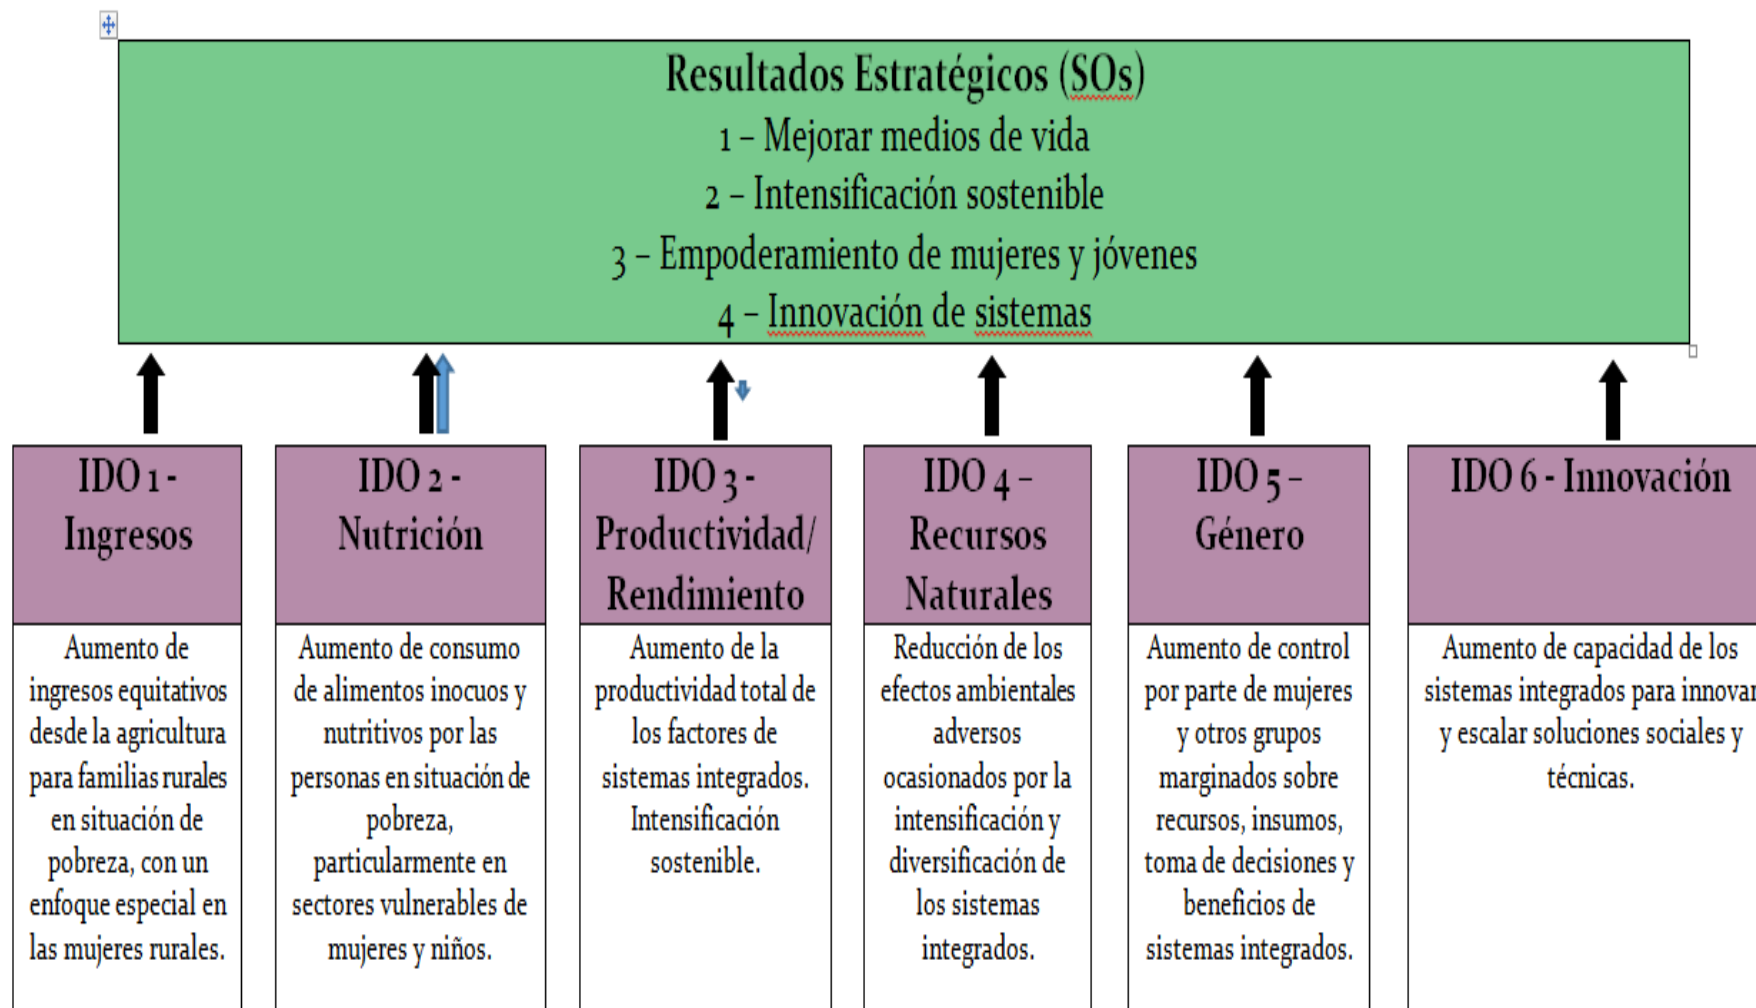 Resultados Estratégicos (SOs)
1 – Mejorar medios de vida
2 – Intensificación sostenible
3 – Empoderamiento de mujeres y jóvenes
4 – Innovación de sistemas
IDO 1 -
Ingresos
Aumento de
ingresos equitativos
desde la agricultura
para familias rurales
en situación de
pobreza, con un
enfoque especial en
las mujeres rurales.
IDO 2 -
Nutrición
Aumento de consumo
de alimentos inocuos y
nutritivos por las
personas en situación de
pobreza,
particularmente en
sectores vulnerables de
mujeres y niños.
IDO 3 -
Productividad/
Rendimiento
Aumento de la
productividad total de
los factores de
sistemas integrados.
Intensificación
sostenible.
IDO 4 –
Recursos
Naturales
Reducción de los
efectos ambientales
adversos
ocasionados por la
intensificación y
diversificación de
los sistemas
integrados.
IDO 5 –
Género
Aumento de control
por parte de mujeres
y otros grupos
marginados sobre
recursos, insumos,
toma de decisiones y
beneficios de
sistemas integrados.
IDO 6 - Innovación
Aumento de capacidad de los
sistemas integrados para innovar
y escalar soluciones sociales y
técnicas.